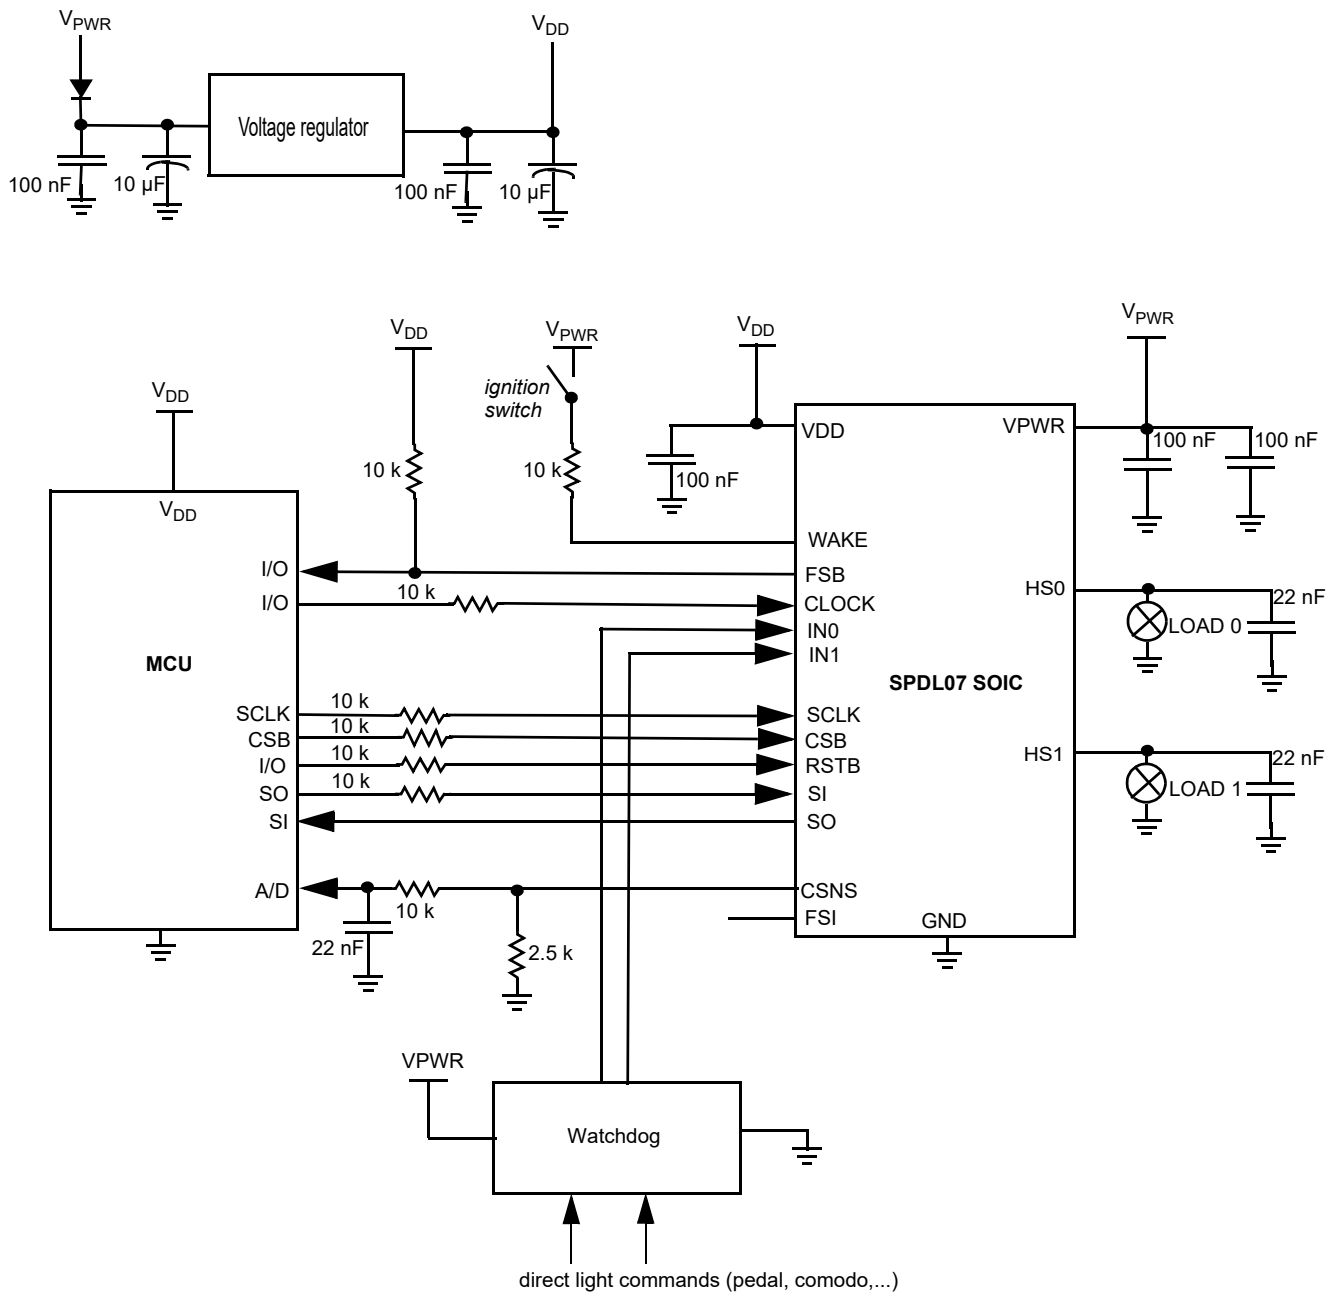 VPWR
VDD
Voltage regulator
100 nF
10 µF
100 nF
10 µF
VDD
VPWR
VDD
VPWR
VDD
ignition
switch
10 k
10 k
100 nF
VDD
VPWR
100 nF
100 nF
VDD
WAKE
I/O
FSB
10 k
I/O
CLOCK
IN0
IN1
HS0
22 nF
LOAD 0
MCU
SPDL07 SOIC
SCLK
10 k
SCLK
CSB
10 k
CSB
I/O
10 k
RSTB
SO
10 k
SI
SI
SO
HS1
22 nF
LOAD 1
A/D
10 k
CSNS
FSI
GND
22 nF
2.5 k
VPWR
Watchdog
direct light commands (pedal, comodo,...)